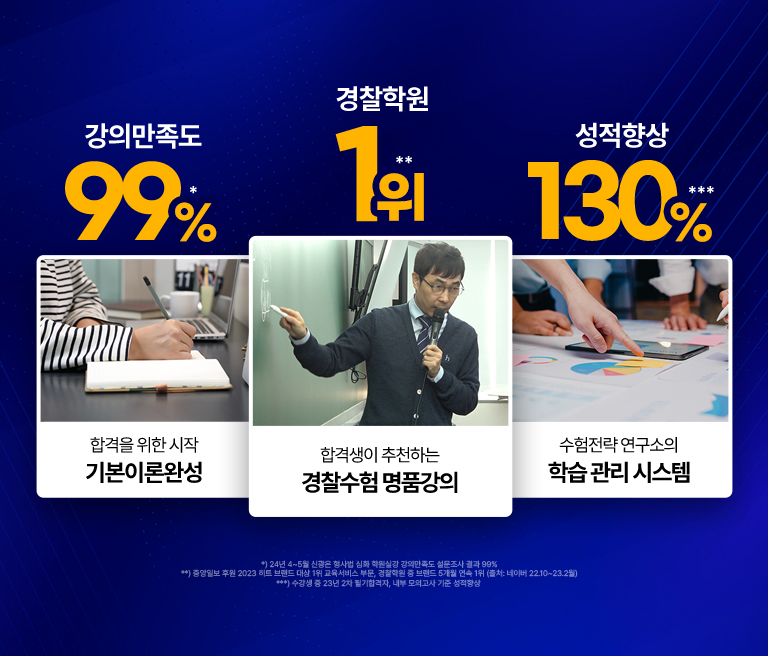 강의만족도
99%*
합격을 위한 시작
기본이론완성
경찰학원
1위**
합격생이 추천하는
경찰수험 명품강의
성적향상
130%***
수험전략 연구소의
학습 관리 시스템
*) 24년 4~5월 신광은 형사법 심화 학원실강 강의만족도 설문조사 결과 99%
**) 중앙일보 후원 2023 히트 브랜드 대상 1위 교육서비스 부문, 경찰학원 중 브랜드 5개월 연속 1위 (출처: 네이버 22.10~23.2월)
***) 수강생 중 23년 2차 필기합격자, 내부 모의고사 기준 성적향상